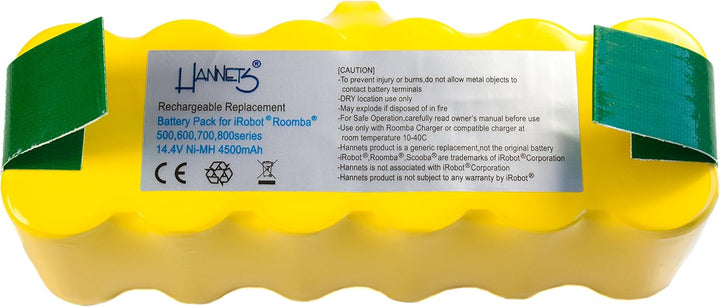 HANNETS®
Rechargeable Replacement
Battery Pack for iRobot®Roomba®
500,600,700,800series
14.4V Ni-MH 4500mAh
CE
[CAUTION]
-To prevent injury or burns,do not allow metal objects to
contact battery terminals
-DRY location use only
-May explode if disposed of in fire
-For Safe Operation,carefully read owner's manual before use
-Use only with Roomba Charger or compatible charger at
room temperature 10-40C
-Hannets product is a generic replacement,not the original battery
-iRobot®,Roomba®,Scooba®are trademarks of iRobot®Corporation
-Hannets is not associated with iRobot®Corporation
-Hannets product is not subject to any warranty by iRobot®